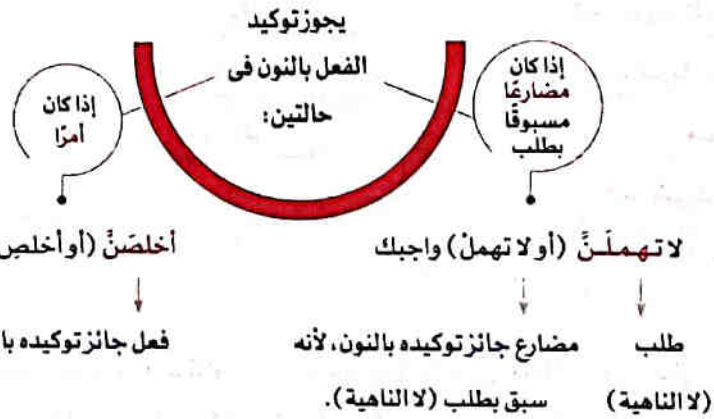 يجوز توكيد
الفعل بالنون فى
حالتين:
إذا كان
مضارعًا
مسبوقًا
بطلب
إذا كان
أمرًا
لا تهملَنَّ (أو لا تهملْ) واجبك
أخلصَنَّ (أو أخلص
طلب
(لا الناهية)
مضارع جائز توكيده بالنون، لأنه
سبق بطلب (لا الناهية).
فعل جائز توكيده با